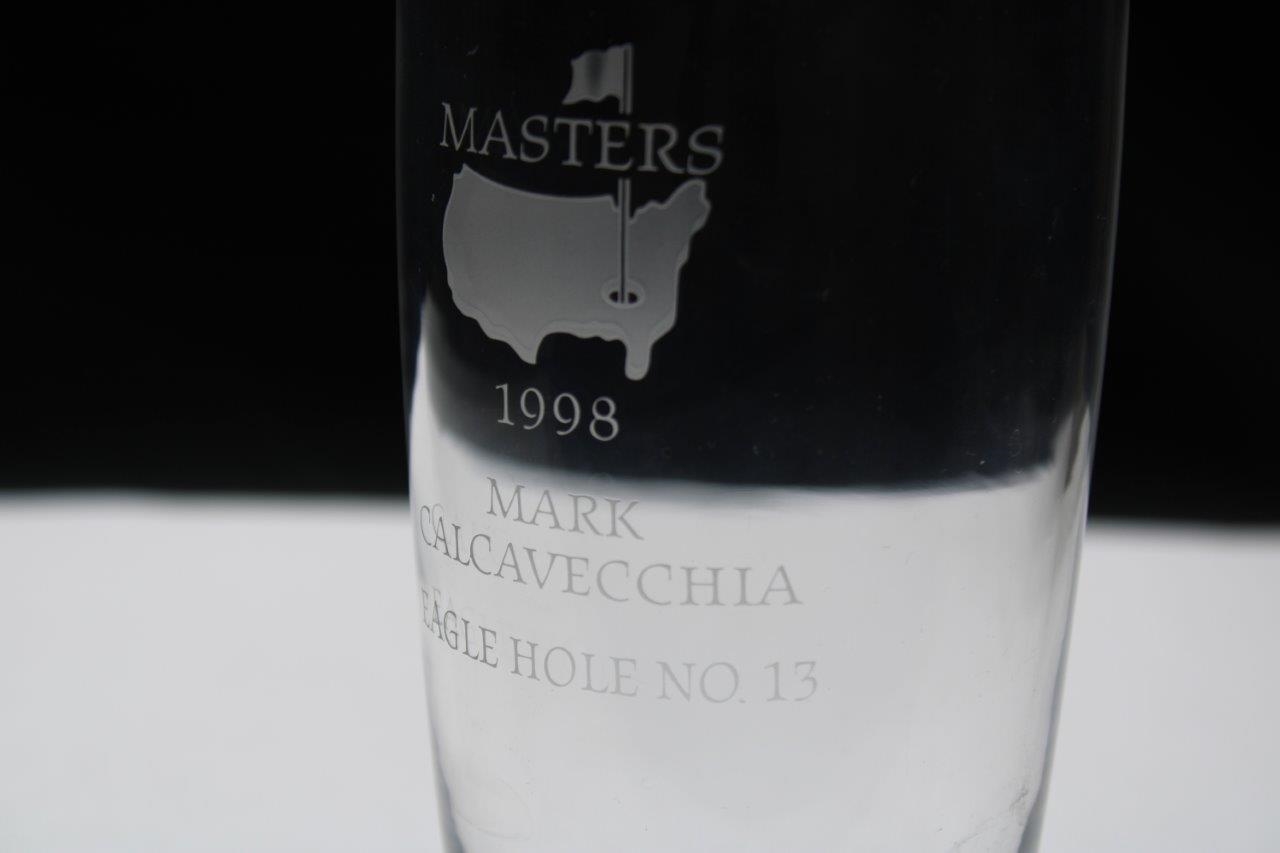 MASTERS
1998
MARK
CALCAVECCHIA
EAGLE HOLE NO. 13